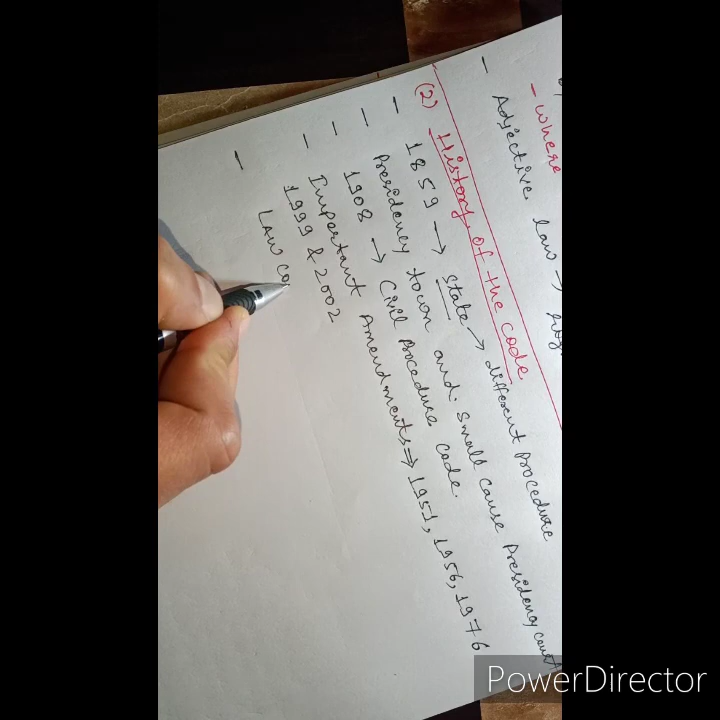 - where
- Adjective law →
(2) History of the code
- 1859 → State → different Procedure
- Presidency town and small cause Presidency court
- 1908 → Civil Procedure code.
- Important Amendments ⇒ 1951, 1956, 1976
1999 & 2002
- LAW CO
PowerDirector